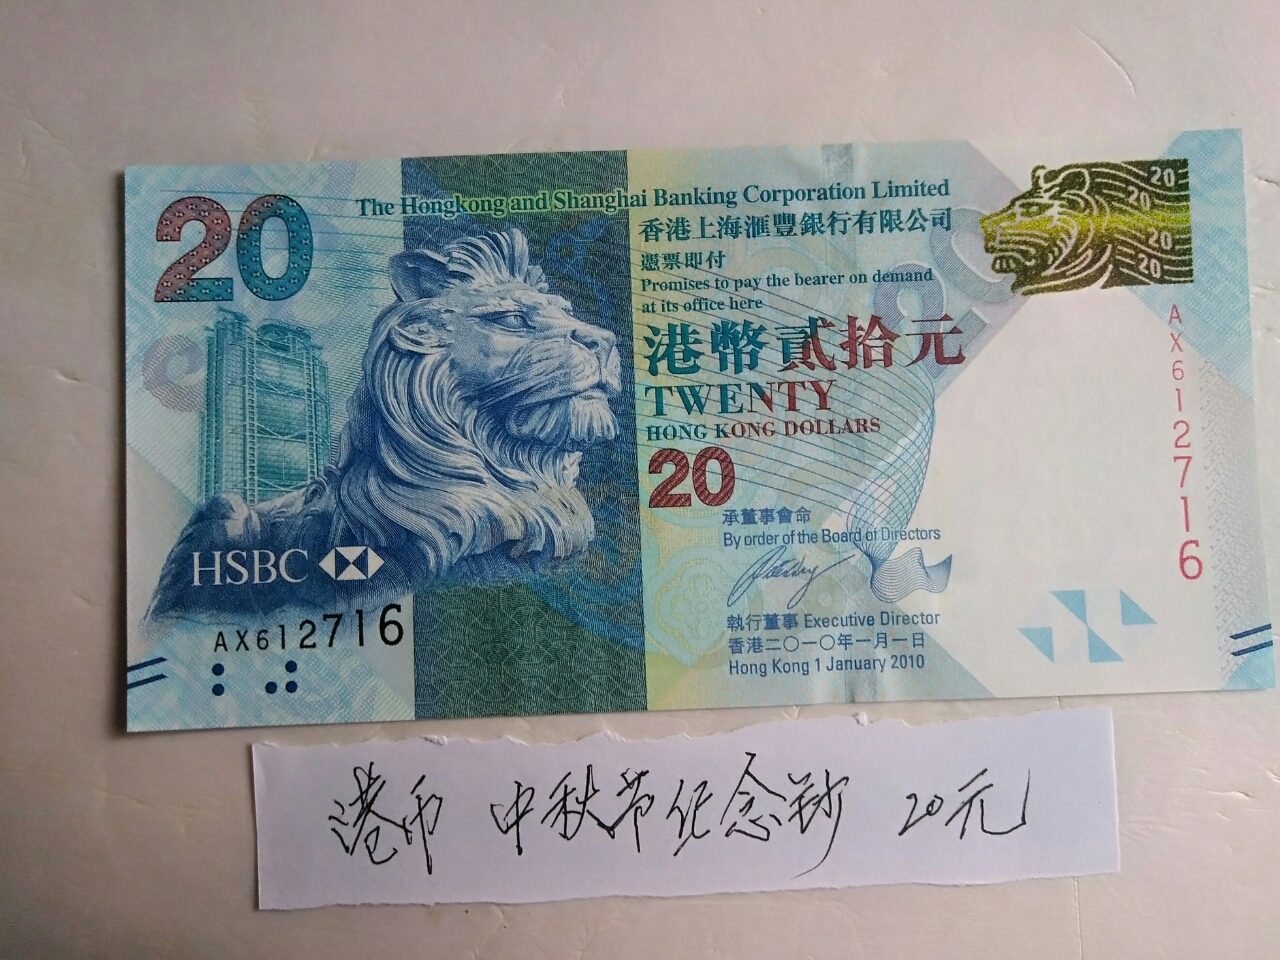 20
The Hongkong and Shanghai Banking Corporation Limited
香港上海滙豐銀行有限公司
憑票即付
Promises to pay the bearer on demand
at its office here
港幣貳拾元
TWENTY
HONG KONG DOLLARS
20
承董事會命
By order of the Board of Directors
執行董事 Executive Director
香港二〇一〇年一月一日
Hong Kong 1 January 2010
HSBC
AX612716
20
20
20
20
AX612716
港币 中秋节纪念钞 20元